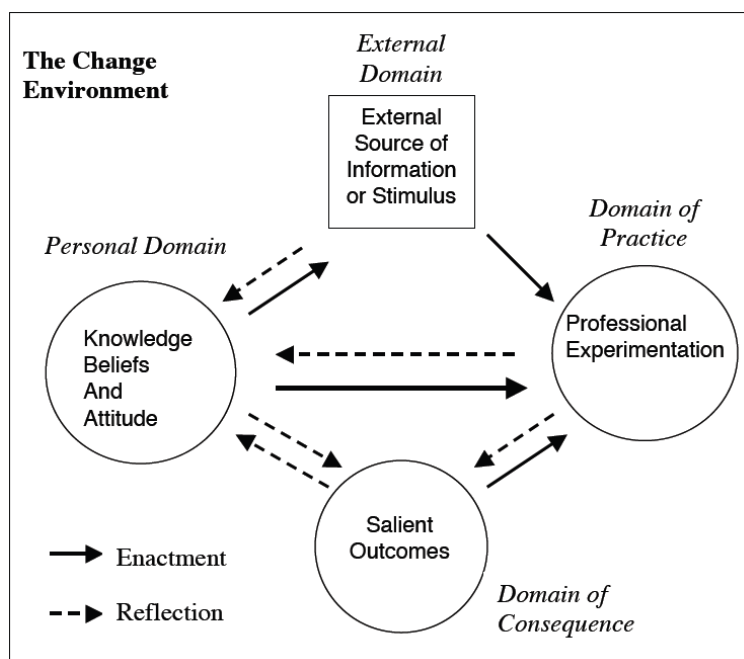 The Change
Environment
External
Domain
External
Source of
Information
or Stimulus
Domain of
Practice
Personal Domain
Professional
Experimentation
Knowledge
Beliefs
And
Attitude
Salient
Outcomes
Enactment
Reflection
Domain of
Consequence